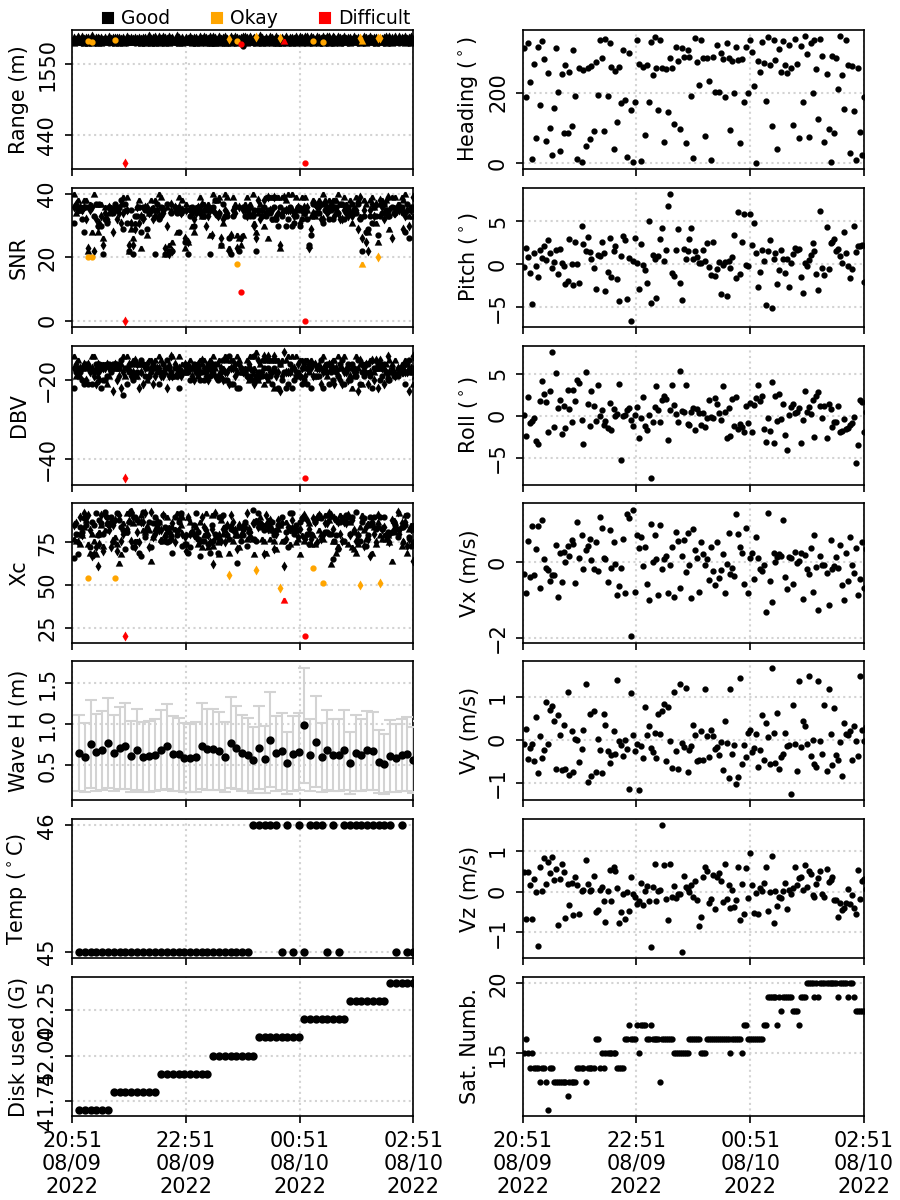 Good Okay Difficult
Range (m)
1550
440
Heading (°)
200
0
SNR
40
20
0
Pitch (°)
5
0
−5
DBV
−20
−40
Roll (°)
5
0
−5
Xc
75
50
25
Vx (m/s)
0
−2
Wave H (m)
1.5
1.0
0.5
Vy (m/s)
1
0
−1
Temp (°C)
46
45
Vz (m/s)
1
0
−1
Disk used (G)
42.25
42.00
41.75
Sat. Numb.
20
15
20:51 22:51 00:51 02:51
08/09 08/09 08/10 08/10
2022 2022 2022 2022
20:51 22:51 00:51 02:51
08/09 08/09 08/10 08/10
2022 2022 2022 2022